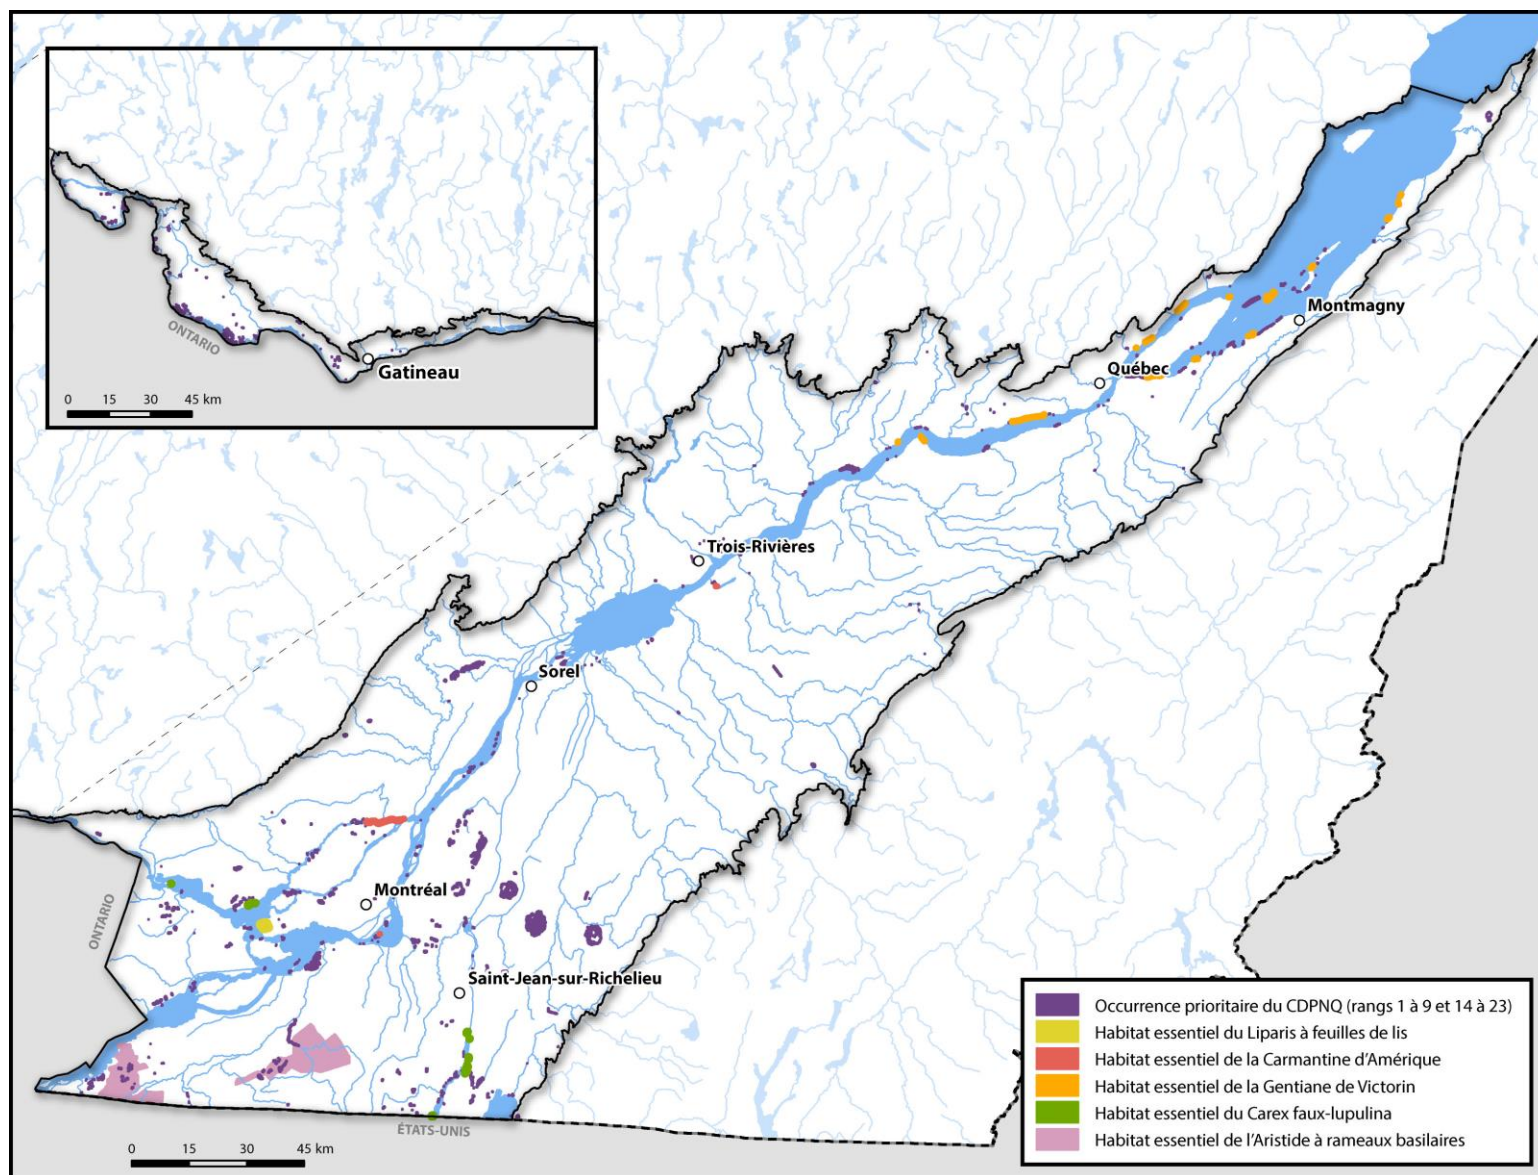 ONTARIO
Gatineau
0 15 30 45 km
Montmagny
Québec
Trois-Rivières
Sorel
Montréal
ONTARIO
Saint-Jean-sur-Richelieu
ÉTATS-UNIS
0 15 30 45 km
Occurrence prioritaire du CDPNQ (rangs 1 à 9 et 14 à 23)
Habitat essentiel du Liparis à feuilles de lis
Habitat essentiel de la Carmantine d'Amérique
Habitat essentiel de la Gentiane de Victorin
Habitat essentiel du Carex faux-lupulina
Habitat essentiel de l'Aristide à rameaux basilaires